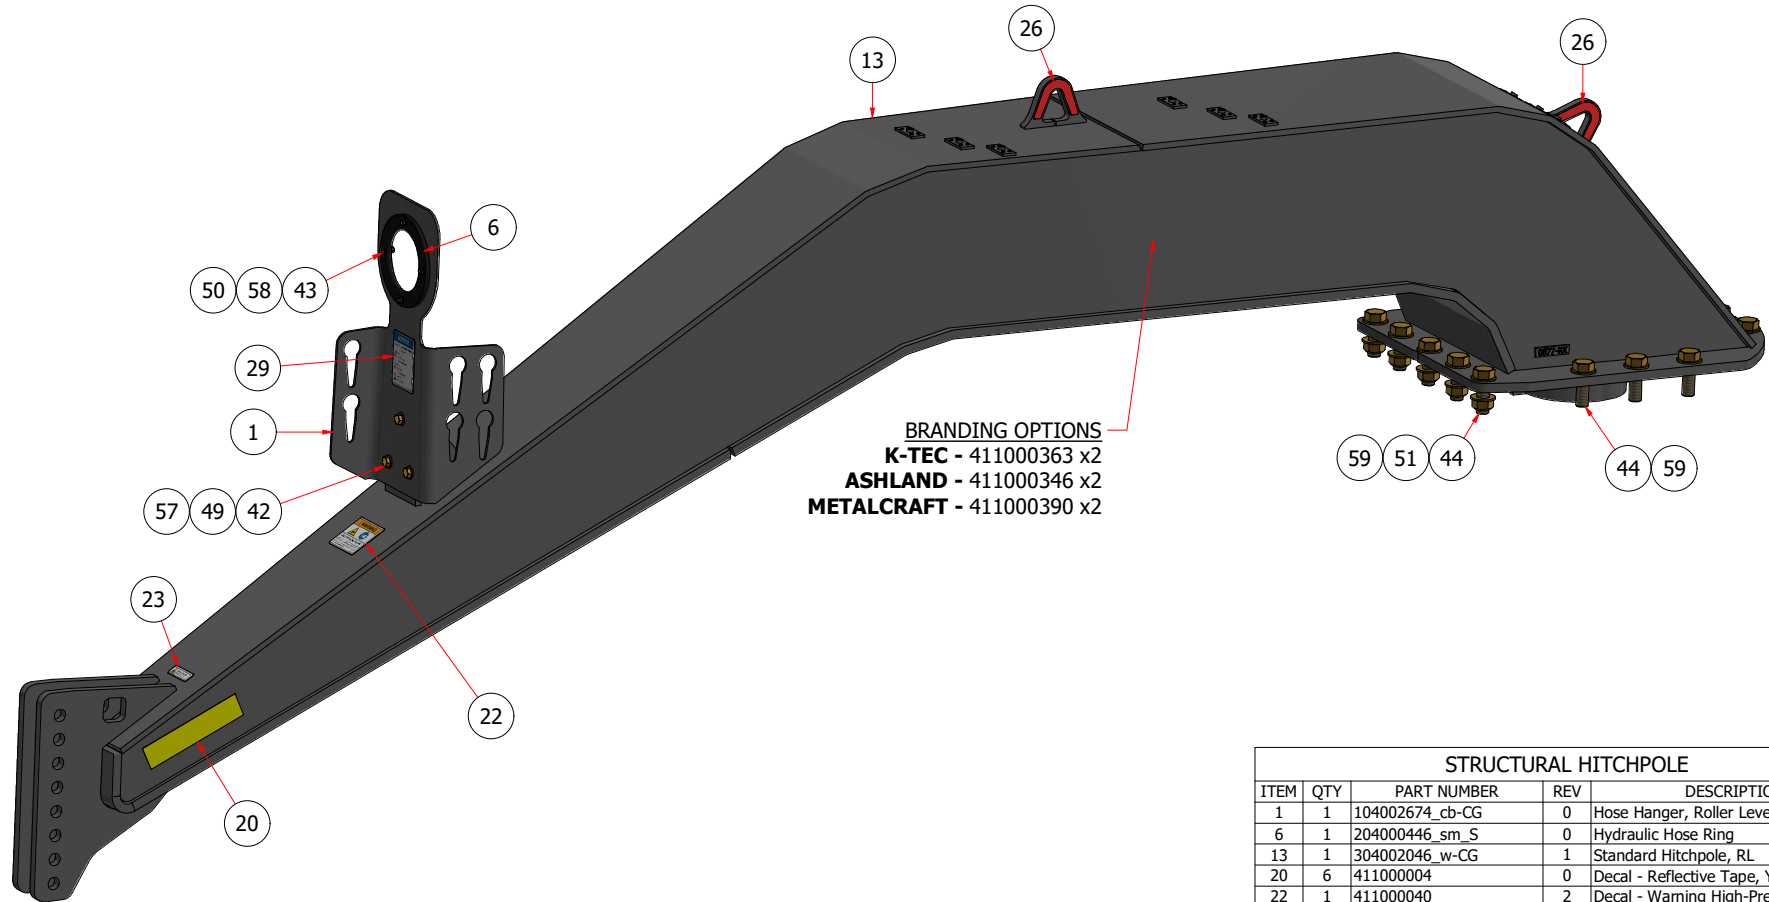 26
26
13
6
50 58 43
29
1
57 49 42
BRANDING OPTIONS
K-TEC - 411000363 x2
ASHLAND - 411000346 x2
METALCRAFT - 411000390 x2
59 51 44
44 59
23
22
20
STRUCTURAL HITCHPOLE
ITEM QTY PART NUMBER REV DESCRIPTIO
1 1 104002674_cb-CG 0 Hose Hanger, Roller Leve
6 1 204000446_sm_S 0 Hydraulic Hose Ring
13 1 304002046_w-CG 1 Standard Hitchpole, RL
20 6 411000004 0 Decal - Reflective Tape, Y
22 1 411000040 2 Decal - Warning High-Pre